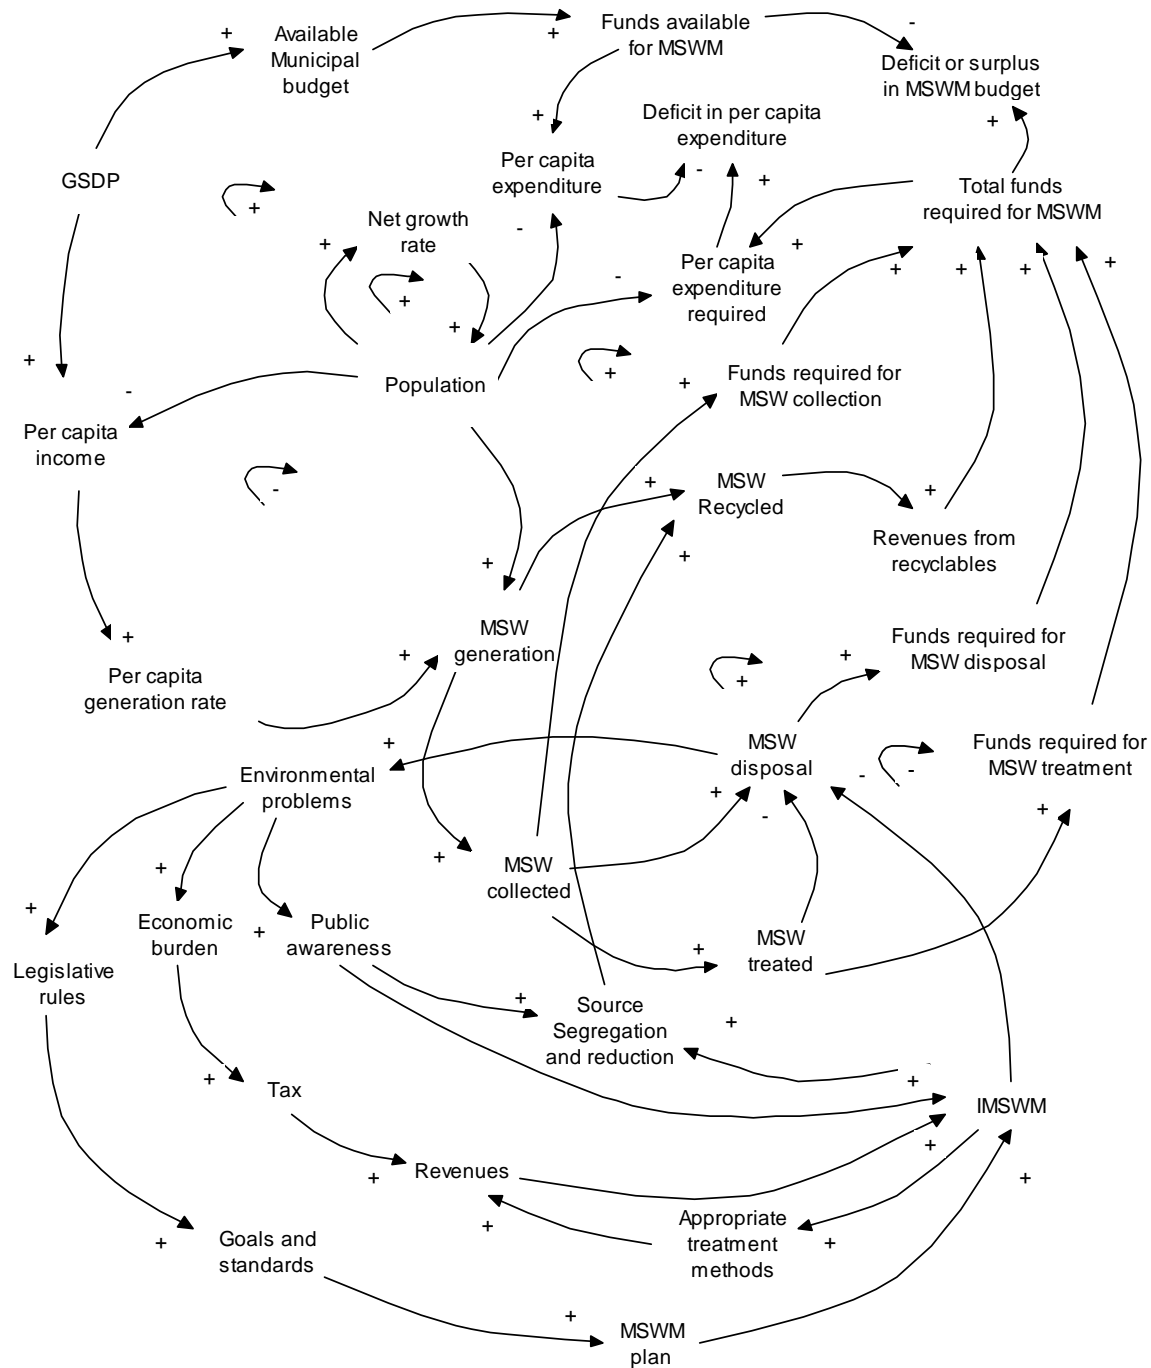 Available
Municipal
budget
Funds available
for MSWM
Deficit or surplus
in MSWM budget
Deficit in per capita
expenditure
Per capita
expenditure
GSDP
Total funds
required for MSWM
Net growth
rate
Per capita
expenditure
required
Population
Funds required for
MSW collection
Per capita
income
MSW
Recycled
Revenues from
recyclables
MSW
generation
Funds required for
MSW disposal
Per capita
generation rate
MSW
disposal
Funds required for
MSW treatment
Environmental
problems
MSW
collected
Economic
burden
Public
awareness
MSW
treated
Legislative
rules
Source
Segregation
and reduction
Tax
IMSWM
Revenues
Appropriate
treatment
methods
Goals and
standards
MSWM
plan